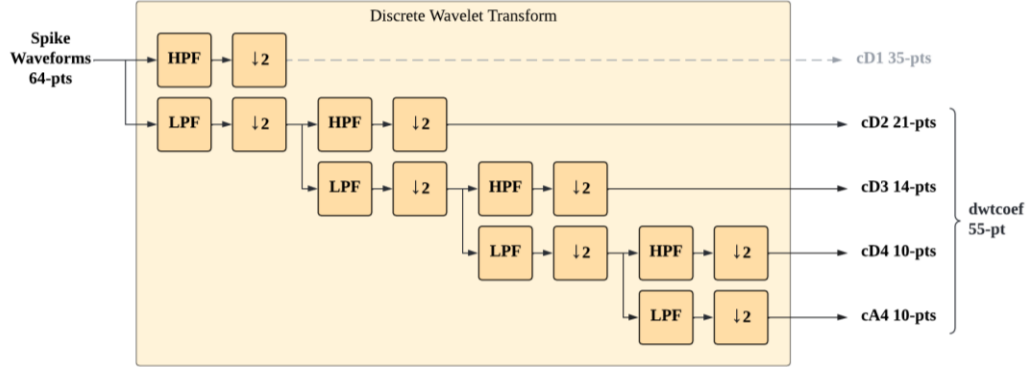 Discrete Wavelet Transform
Spike
Waveforms
64-pts
HPF
↓2
cD1 35-pts
LPF
↓2
HPF
↓2
cD2 21-pts
LPF
↓2
HPF
↓2
cD3 14-pts
dwtcoef
55-pt
LPF
↓2
HPF
↓2
cD4 10-pts
LPF
↓2
cA4 10-pts